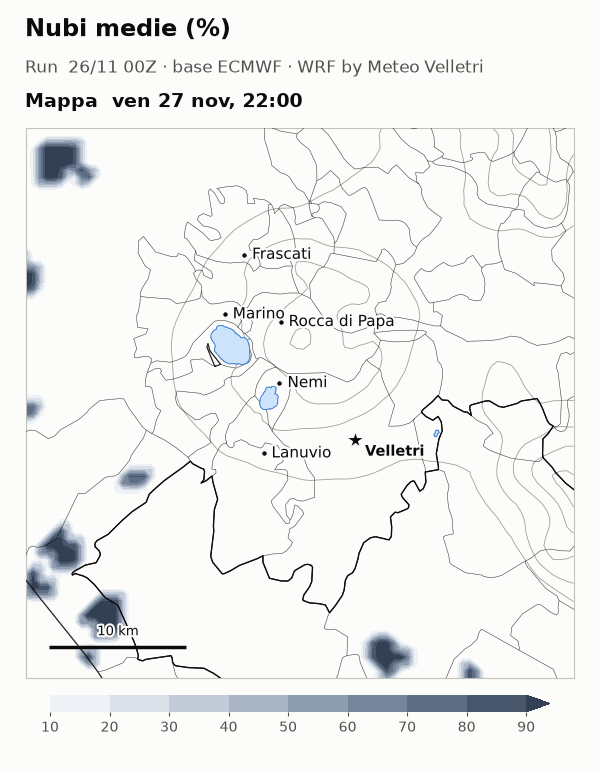 Nubi medie (%)
Run  26/11 00Z · base ECMWF · WRF by Meteo Velletri
Mappa  ven 27 nov, 22:00
Frascati
Marino
Rocca di Papa
Nemi
Velletri
Lanuvio
10 km
10 20 30 40 50 60 70 80 90